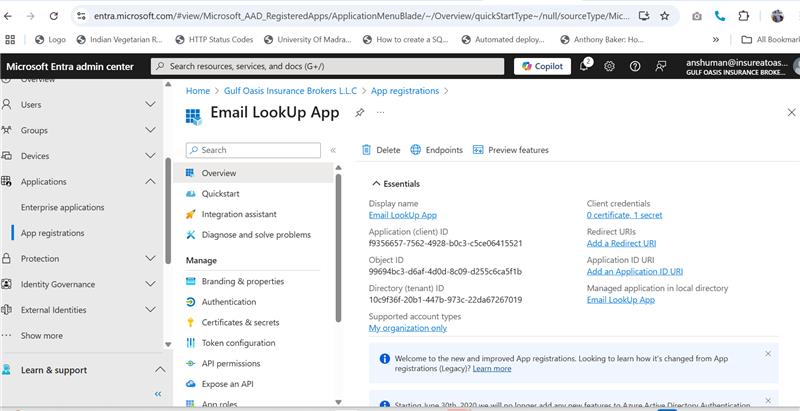 entra.microsoft.com/#view/Microsoft_AAD_RegisteredApps/ApplicationMenuBlade/~/Overview/quickStartType~/null/sourceType/Mic...
Logo
Indian Vegetarian R...
HTTP Status Codes
University Of Madra...
How to create a SQ...
Automated deploy...
Anthony Baker: Ho...
All Bookmark
Microsoft Entra admin center
Search resources, services, and docs (G+/)
Copilot
2
anshuman@insureatoas...
GULF OASIS INSURANCE BROKE...
Overview
Users
Groups
Devices
Applications
Enterprise applications
App registrations
Protection
Identity Governance
External Identities
Show more
Learn & support
Home > Gulf Oasis Insurance Brokers L.L.C > App registrations >
Email LookUp App
Search
Overview
Quickstart
Integration assistant
Diagnose and solve problems
Manage
Branding & properties
Authentication
Certificates & secrets
Token configuration
API permissions
Expose an API
App roles
Delete
Endpoints
Preview features
Essentials
Display name
Email LookUp App
Application (client) ID
f9356657-7562-4928-b0c3-c5ce06415521
Object ID
99694bc3-d6af-4d0d-8c09-d255c6ca5f1b
Directory (tenant) ID
10c9f36f-20b1-447b-973c-22da67267019
Supported account types
My organization only
Client credentials
0 certificate, 1 secret
Redirect URIs
Add a Redirect URI
Application ID URI
Add an Application ID URI
Managed application in local directory
Email LookUp App
Welcome to the new and improved App registrations. Looking to learn how it's changed from App
registrations (Legacy)? Learn more
Starting June 30th, 2020 we will no longer add any new features to Azure Active Directory Authentication